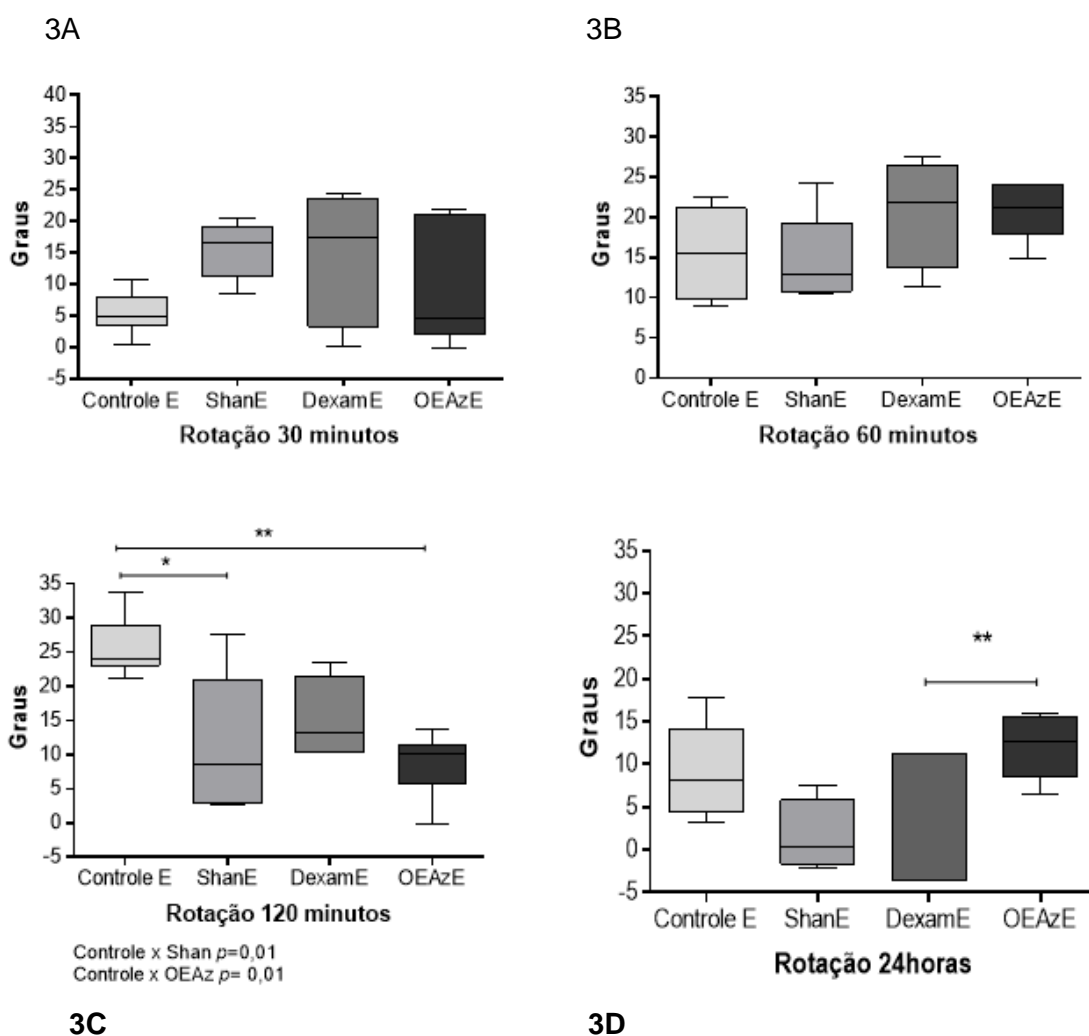 3A
40
35
30
25
20
15
10
5
0
-5
Graus
Controle E ShanE DexamE OEAzE
Rotação 30 minutos
3B
35
30
25
20
15
10
5
0
Graus
Controle E ShanE DexamE OEAzE
Rotação 60 minutos
**
*
35
30
25
20
15
10
5
0
-5
Graus
Controle E ShanE DexamE OEAzE
Rotação 120 minutos
Controle x Shan p=0,01
Controle x OEAz p= 0,01
3C
**
35
30
25
20
15
10
5
0
-5
Graus
Controle E ShanE DexamE OEAzE
Rotação 24horas
3D